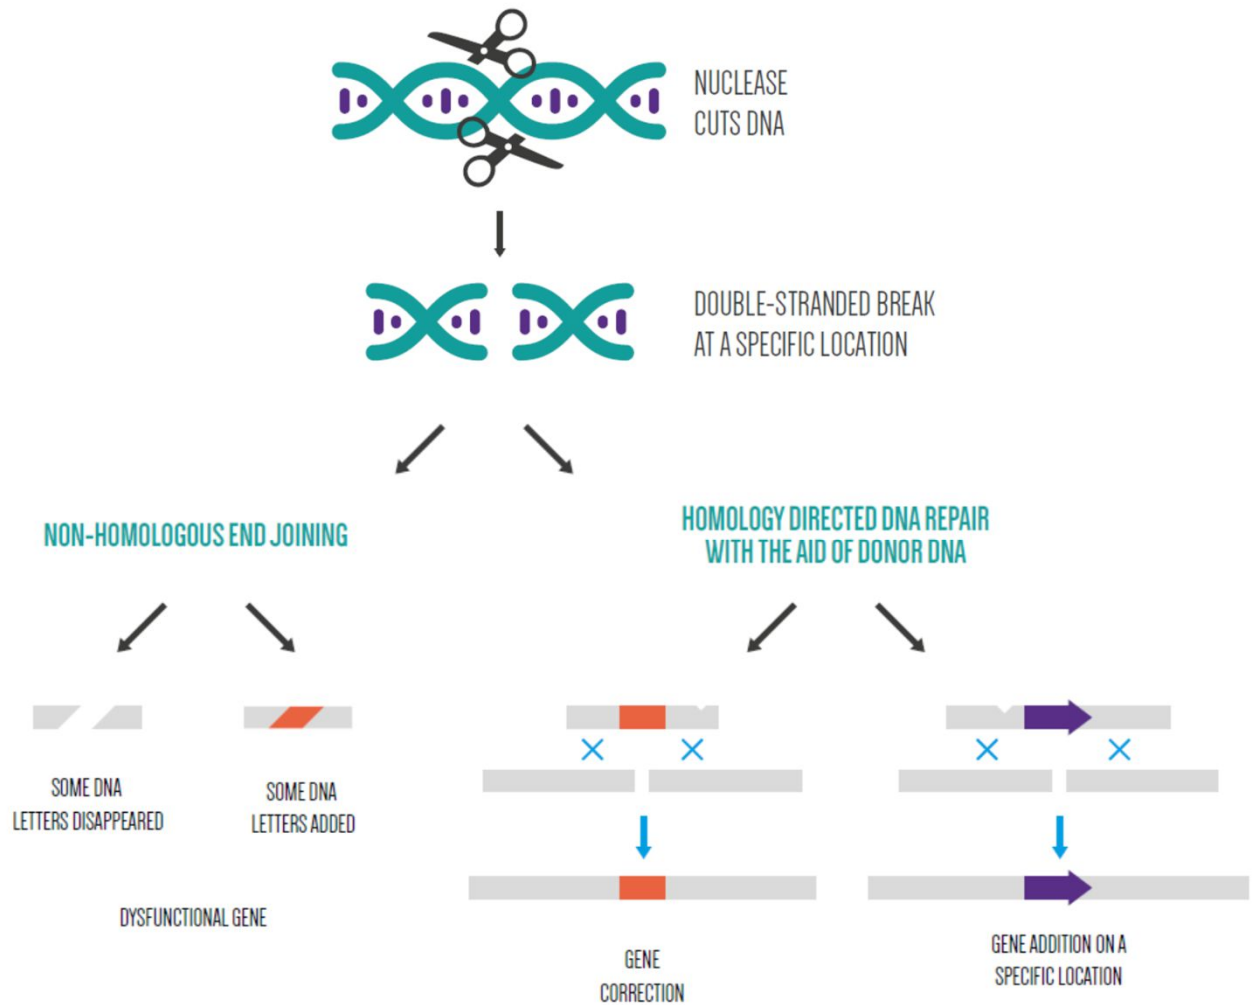 NUCLEASE
CUTS DNA
DOUBLE-STRANDED BREAK
AT A SPECIFIC LOCATION
NON-HOMOLOGOUS END JOINING
HOMOLOGY DIRECTED DNA REPAIR
WITH THE AID OF DONOR DNA
SOME DNA
LETTERS DISAPPEARED
SOME DNA
LETTERS ADDED
DYSFUNCTIONAL GENE
GENE
CORRECTION
GENE ADDITION ON A
SPECIFIC LOCATION